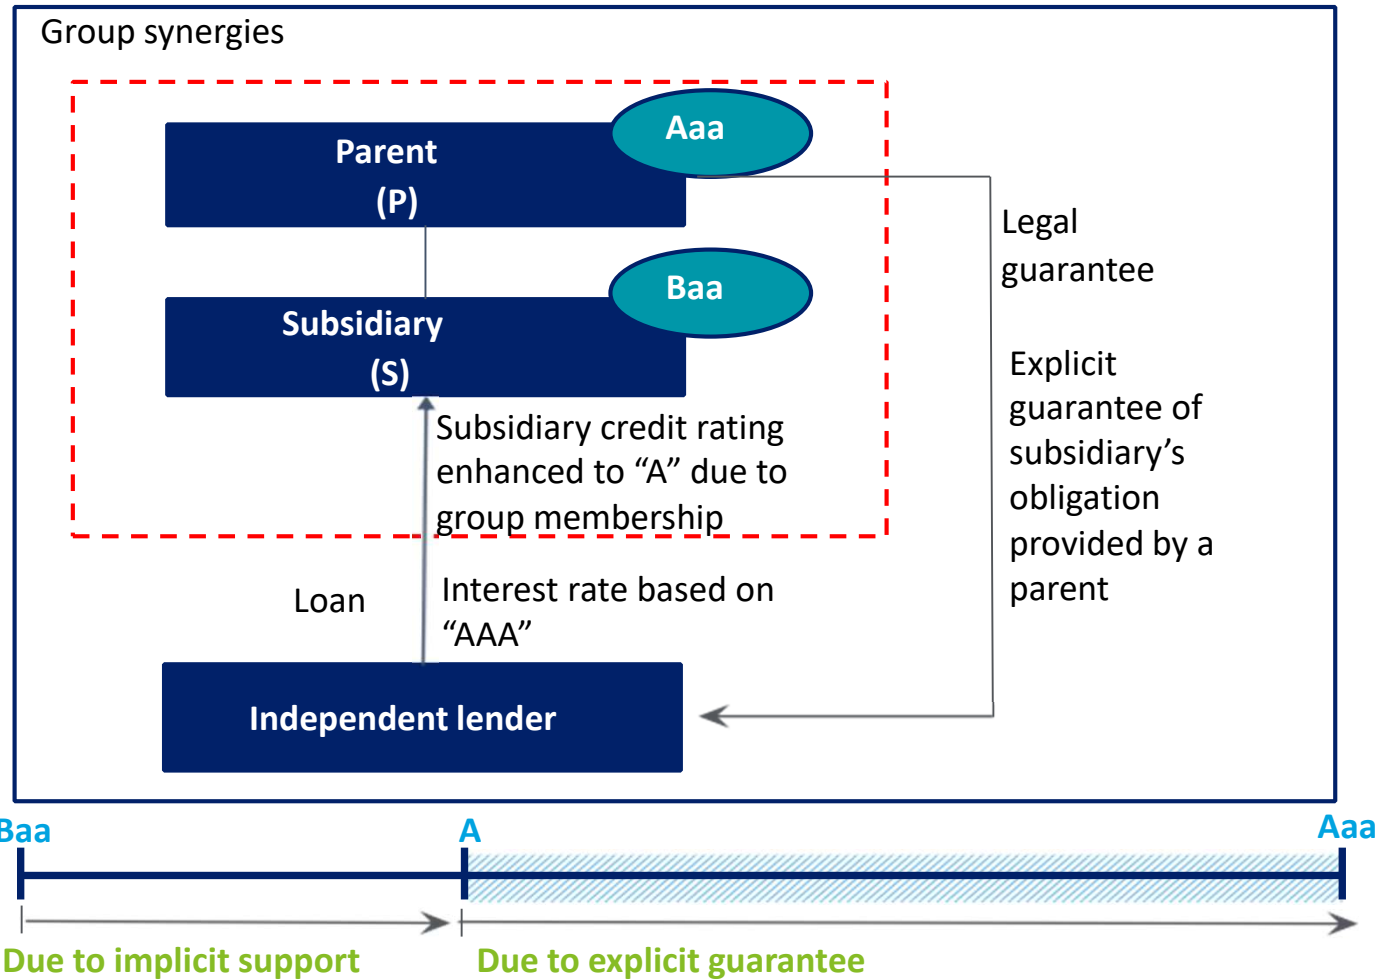 Group synergies
Aaa
Parent
(P)
Legal
guarantee
Baa
Subsidiary
(S)
Explicit
guarantee of
subsidiary’s
obligation
provided by a
parent
Subsidiary credit rating
enhanced to “A” due to
group membership
Loan
Interest rate based on
“AAA”
Independent lender
Baa
A
Aaa
Due to implicit support
Due to explicit guarantee